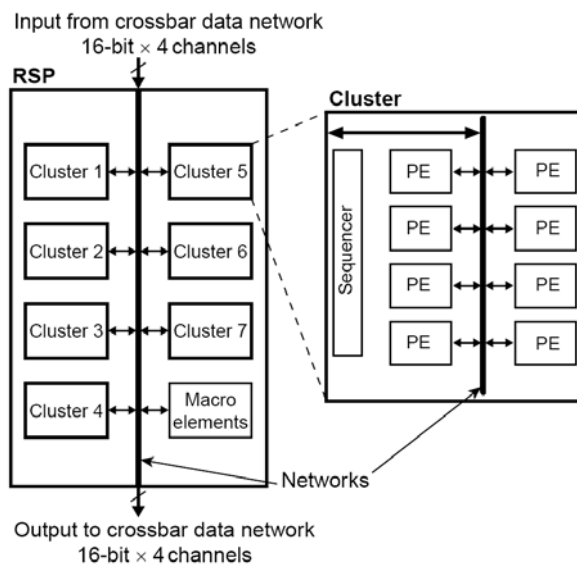 Input from crossbar data network
16-bit × 4 channels
RSP
Cluster 1
Cluster 5
Cluster 2
Cluster 6
Cluster 3
Cluster 7
Cluster 4
Macro
elements
Cluster
Sequencer
PE
PE
PE
PE
PE
PE
PE
PE
Networks
Output to crossbar data network
16-bit × 4 channels